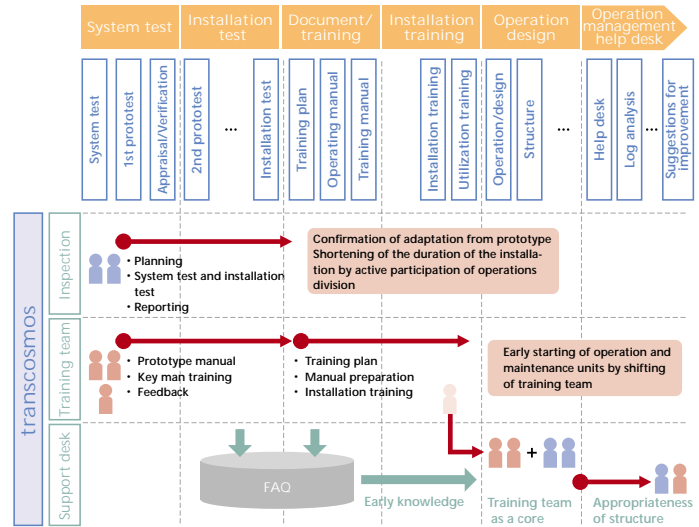 System test
Installation
test
Document/
training
Installation
training
Operation
design
Operation
management
help desk
System test
1st prototest
Appraisal/Verification
2nd prototest
...
Installation test
Training plan
Operating manual
Training manual
Installation training
Utilization training
Operation/design
Structure
...
Help desk
Log analysis
...
Suggestions for
improvement
transcosmos
Inspection
• Planning
• System test and installation
test
• Reporting
Confirmation of adaptation from prototype
Shortening of the duration of the installa-
tion by active participation of operations
division
Training team
• Prototype manual
• Key man training
• Feedback
• Training plan
• Manual preparation
• Installation training
Early starting of operation and
maintenance units by shifting
of training team
Support desk
FAQ
Early knowledge
+
Training team
as a core
Appropriateness
of structure